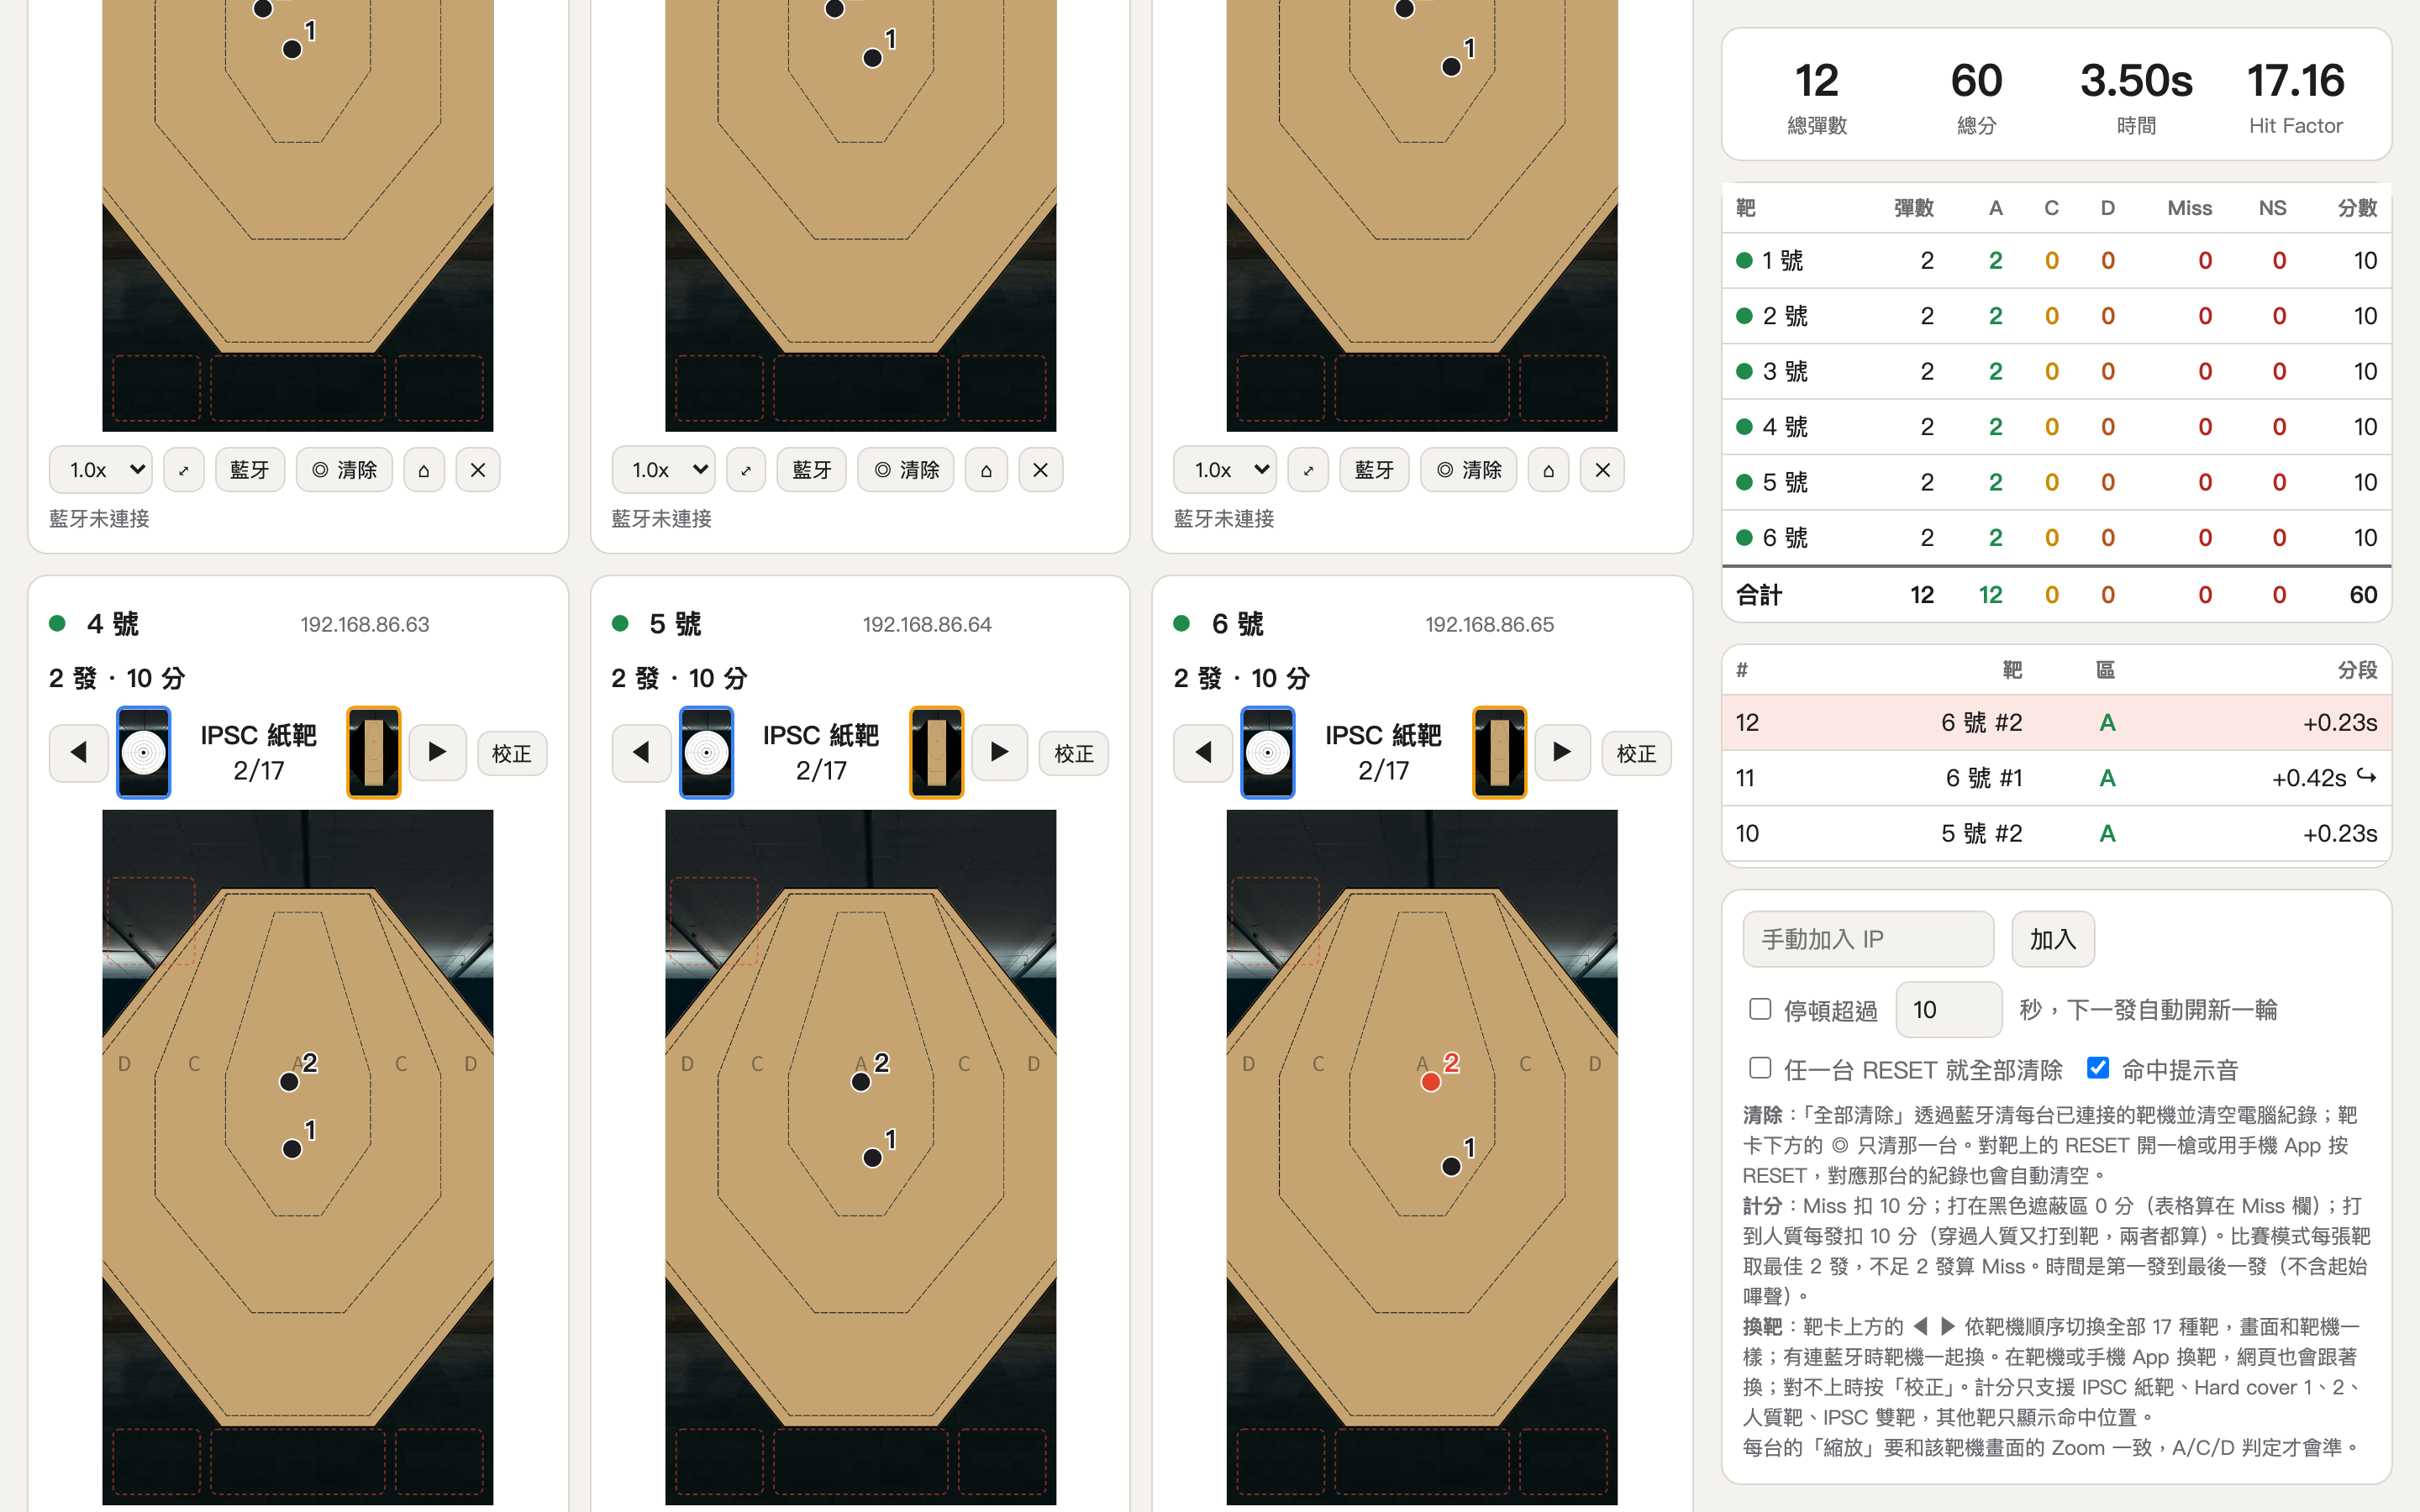 1
1
1
1.0x
⤢
藍牙
◎ 清除
⌂
✕
藍牙未連接
1.0x
⤢
藍牙
◎ 清除
⌂
✕
藍牙未連接
1.0x
⤢
藍牙
◎ 清除
⌂
✕
藍牙未連接
4 號
192.168.86.63
2 發 · 10 分
◀
IPSC 紙靶
2/17
▶
校正
D C A 2 C D
1
5 號
192.168.86.64
2 發 · 10 分
◀
IPSC 紙靶
2/17
▶
校正
D C A 2 C D
1
6 號
192.168.86.65
2 發 · 10 分
◀
IPSC 紙靶
2/17
▶
校正
D C A 2 C D
1
12 60 3.50s 17.16
總彈數 總分 時間 Hit Factor
靶 彈數 A C D Miss NS 分數
1 號 2 2 0 0 0 0 10
2 號 2 2 0 0 0 0 10
3 號 2 2 0 0 0 0 10
4 號 2 2 0 0 0 0 10
5 號 2 2 0 0 0 0 10
6 號 2 2 0 0 0 0 10
合計 12 12 0 0 0 0 60
# 靶 區 分段
12 6 號 #2 A +0.23s
11 6 號 #1 A +0.42s ↪
10 5 號 #2 A +0.23s
手動加入 IP 加入
停頓超過 10 秒，下一發自動開新一輪
任一台 RESET 就全部清除 命中提示音
清除：「全部清除」透過藍牙清每台已連接的靶機並清空電腦紀錄；靶
卡下方的 ◎ 只清那一台。對靶上的 RESET 開一槍或用手機 App 按
RESET，對應那台的紀錄也會自動清空。
計分：Miss 扣 10 分；打在黑色遮蔽區 0 分（表格算在 Miss 欄）；打
到人質每發扣 10 分（穿過人質又打到靶，兩者都算）。比賽模式每張靶
取最佳 2 發，不足 2 發算 Miss。時間是第一發到最後一發（不含起始
嗶聲）。
換靶：靶卡上方的 ◀ ▶ 依靶機順序切換全部 17 種靶，畫面和靶機一
樣；有連藍牙時靶機一起換。在靶機或手機 App 換靶，網頁也會跟著
換；對不上時按「校正」。計分只支援 IPSC 紙靶、Hard cover 1、2、
人質靶、IPSC 雙靶，其他靶只顯示命中位置。
每台的「縮放」要和該靶機畫面的 Zoom 一致，A/C/D 判定才會準。